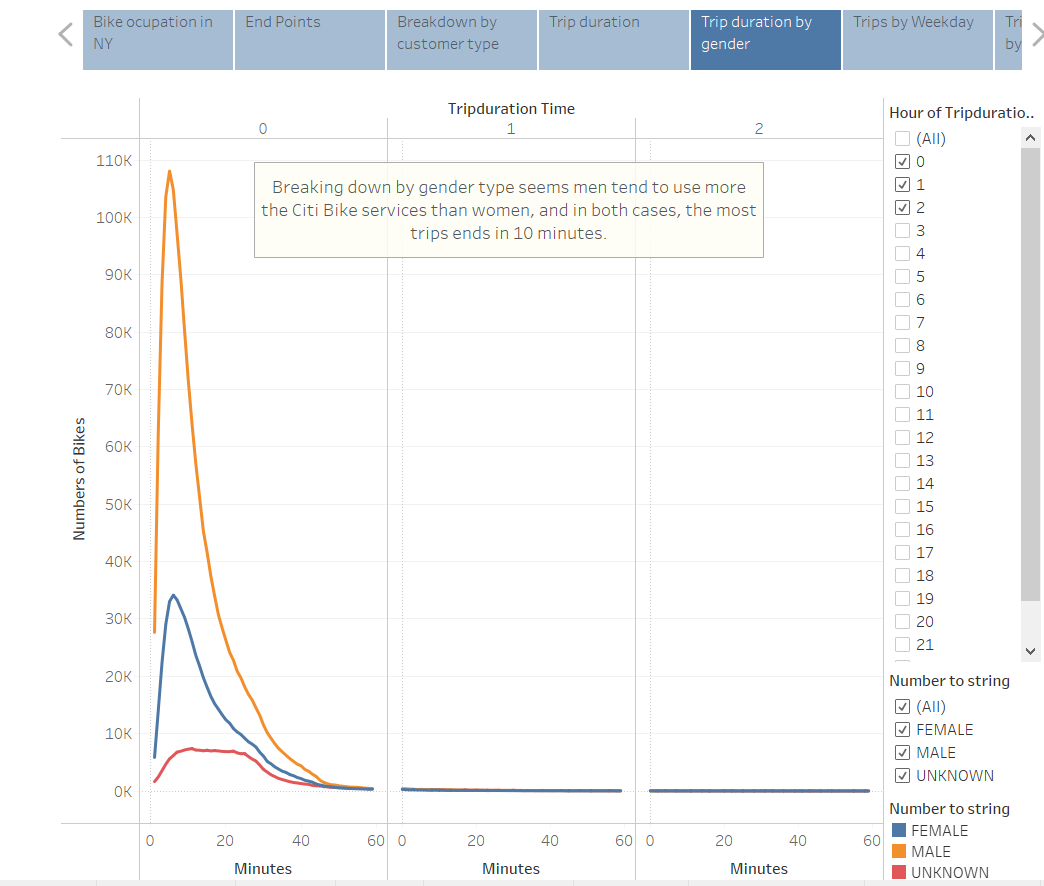 Bike ocupation in
NY
End Points
Breakdown by
customer type
Trip duration
Trip duration by
gender
Trips by Weekday
Tri
by
Tripduration Time
0
1
2
Breaking down by gender type seems men tend to use more
the Citi Bike services than women, and in both cases, the most
trips ends in 10 minutes.
110K
100K
90K
80K
70K
60K
50K
40K
30K
20K
10K
0K
Numbers of Bikes
0 20 40 60
0 20 40 60
0 20 40 60
Minutes
Minutes
Minutes
Hour of Tripduratio..
(All)
0
1
2
3
4
5
6
7
8
9
10
11
12
13
14
15
16
17
18
19
20
21
Number to string
(All)
FEMALE
MALE
UNKNOWN
Number to string
FEMALE
MALE
UNKNOWN